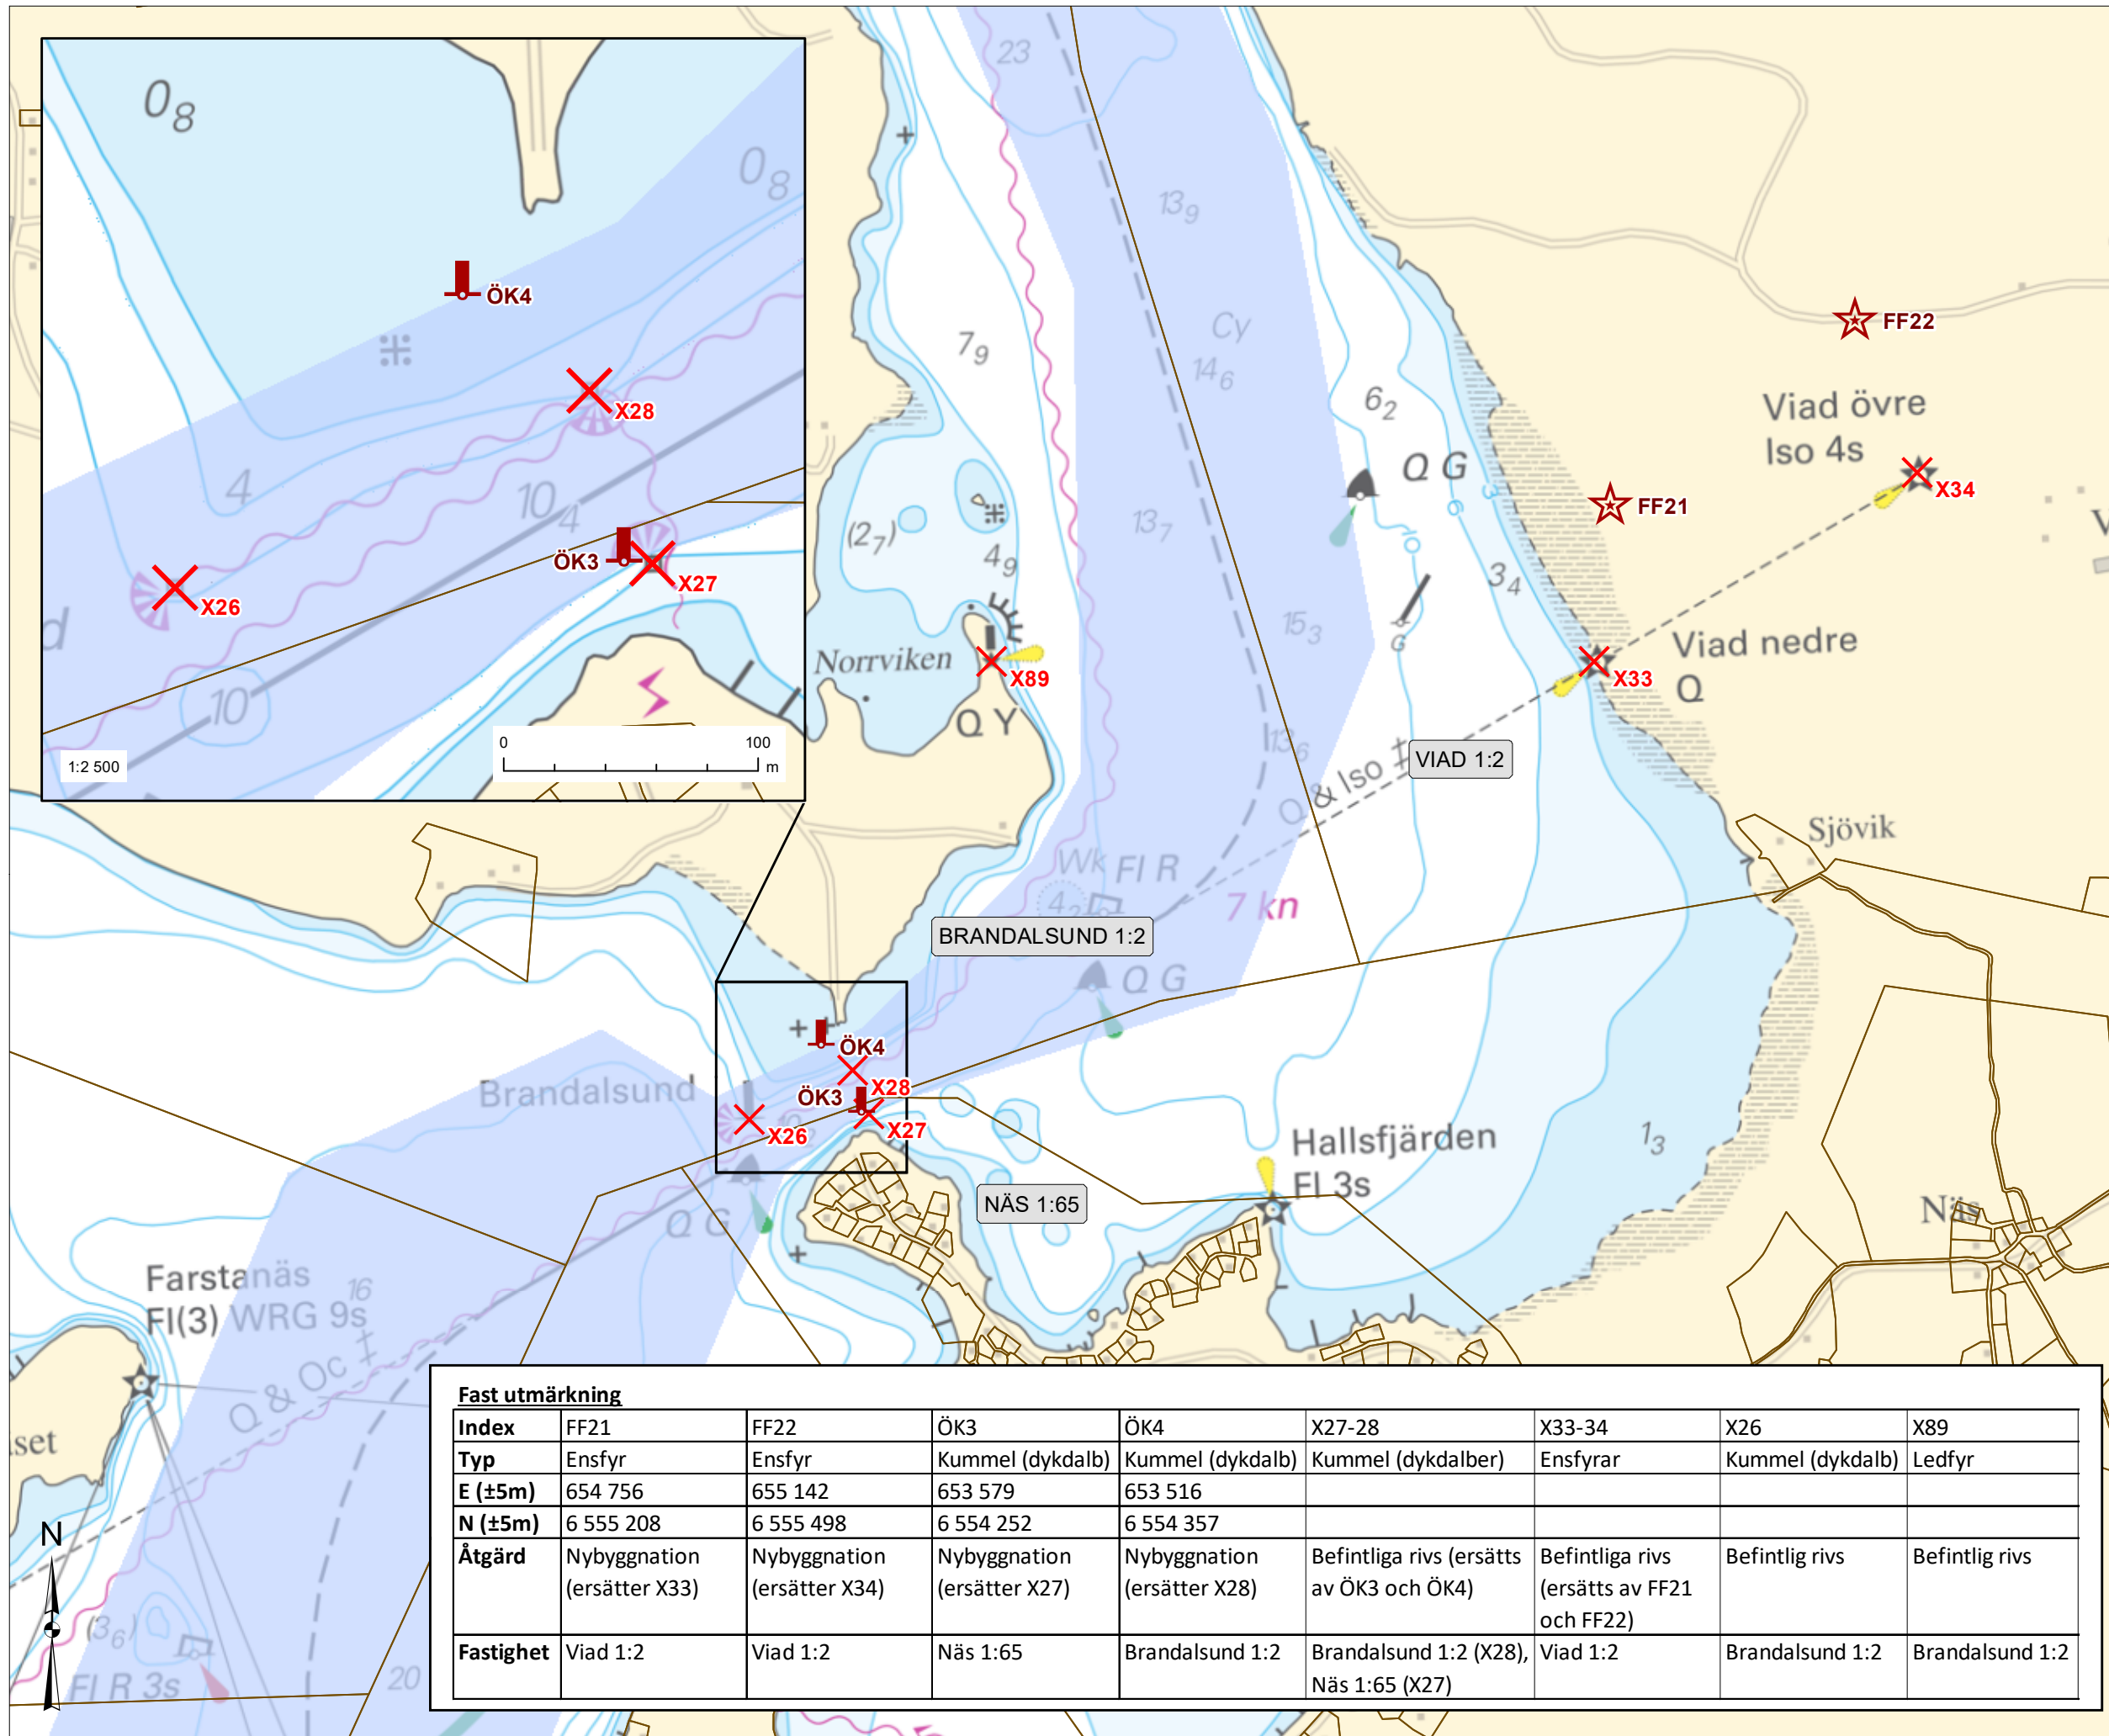 0₈
0₈
ÖK4
X28
4
10₄
ÖK3
X27
X26
d
10
0 100
m
1:2 500
23
13₉
7₉
Cy
14₆
6₂
Q G
3
6
10
(2₇)
4₉
13₇
15₃
3₄
G
FF22
Viad övre
Iso 4s
X34
FF21
Viad nedre
Q
X33
Norrviken
X89
Q Y
13₆
Q & Iso ‡
VIAD 1:2
Sjövik
Wk
4₂
Fl R
7 kn
BRANDALSUND 1:2
Q G
ÖK4
X28
ÖK3
X27
X26
Brandalsund
NÄS 1:65
Q G
Hallsfjärden
Fl 3s
1₃
Näs
Farstanäs
Fl(3) WRG 9s
16
Q & Oc ‡
set
N
(3₆)
Fl R 3s
20
Fast utmärkning
Index FF21 FF22 ÖK3 ÖK4 X27-28 X33-34 X26 X89
Typ Ensfyr Ensfyr Kummel (dykdalb) Kummel (dykdalb) Kummel (dykdalber) Ensfyrar Kummel (dykdalb) Ledfyr
E (±5m) 654 756 655 142 653 579 653 516
N (±5m) 6 555 208 6 555 498 6 554 252 6 554 357
Åtgärd Nybyggnation Nybyggnation Nybyggnation Nybyggnation Befintliga rivs (ersätts Befintliga rivs Befintlig rivs Befintlig rivs
(ersätter X33) (ersätter X34) (ersätter X27) (ersätter X28) av ÖK3 och ÖK4) (ersätts av FF21
och FF22)
Fastighet Viad 1:2 Viad 1:2 Näs 1:65 Brandalsund 1:2 Brandalsund 1:2 (X28), Viad 1:2 Brandalsund 1:2 Brandalsund 1:2
Näs 1:65 (X27)